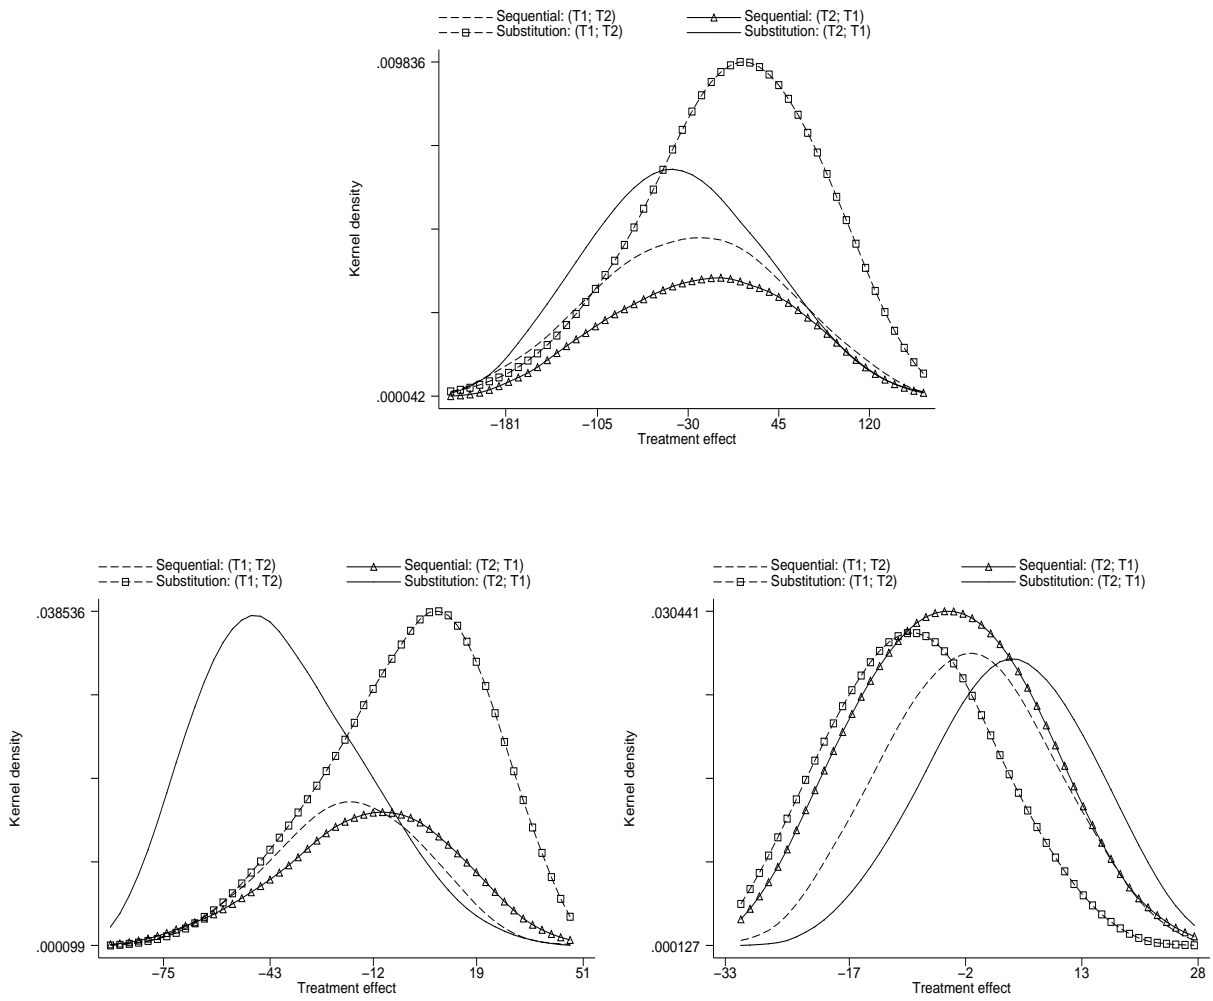 Sequential: (T1; T2) Sequential: (T2; T1)
Substitution: (T1; T2) Substitution: (T2; T1)
.009836
Kernel density
.000042
−181 −105 −30 45 120
Treatment effect
Sequential: (T1; T2) Sequential: (T2; T1)
Substitution: (T1; T2) Substitution: (T2; T1)
.038536
Kernel density
.000099
−75 −43 −12 19 51
Treatment effect
Sequential: (T1; T2) Sequential: (T2; T1)
Substitution: (T1; T2) Substitution: (T2; T1)
.030441
Kernel density
.000127
−33 −17 −2 13 28
Treatment effect